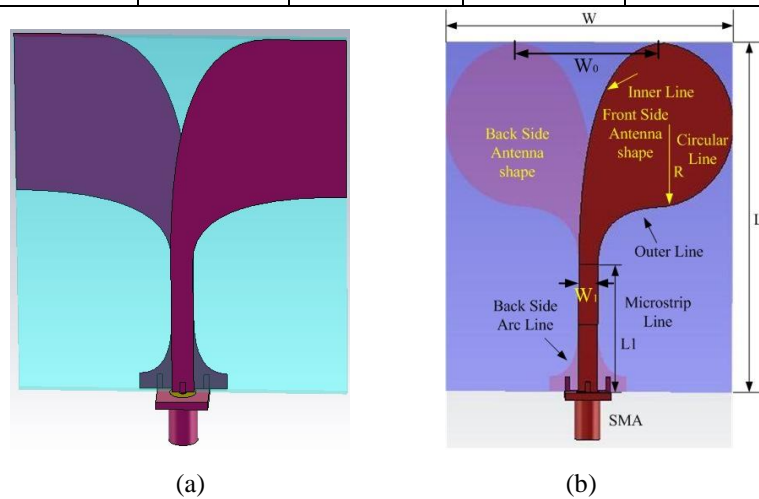 W
W0
Inner Line
Front Side
Antenna
shape
Circular
Line
Back Side
Antenna
shape
R
L
Outer Line
W1
Back Side
Arc Line
Microstrip
Line
L1
SMA
(a)
(b)